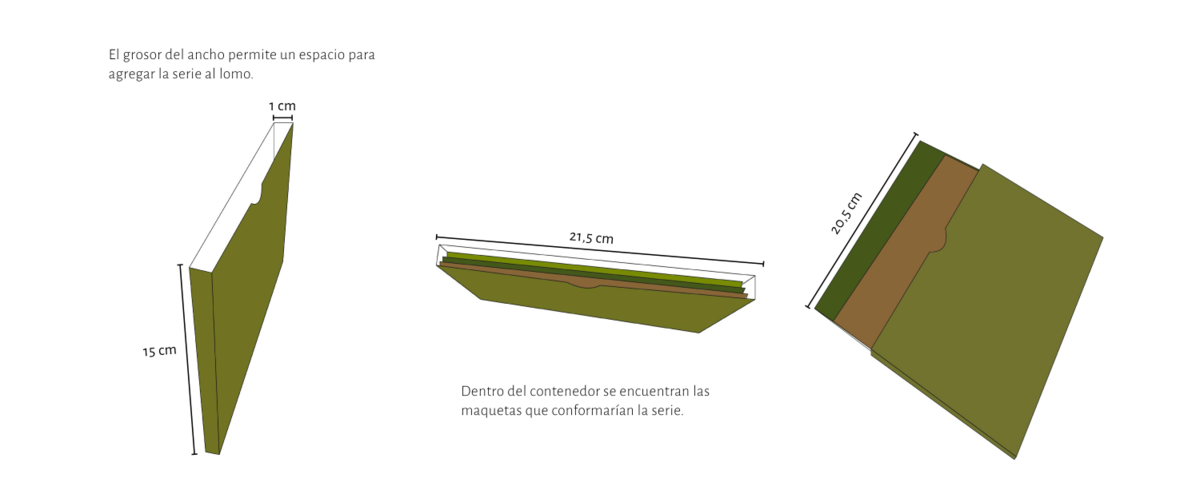 El grosor del ancho permite un espacio para
agregar la serie al lomo.
1 cm
15 cm
21,5 cm
Dentro del contenedor se encuentran las
maquetas que conformarían la serie.
20,5 cm